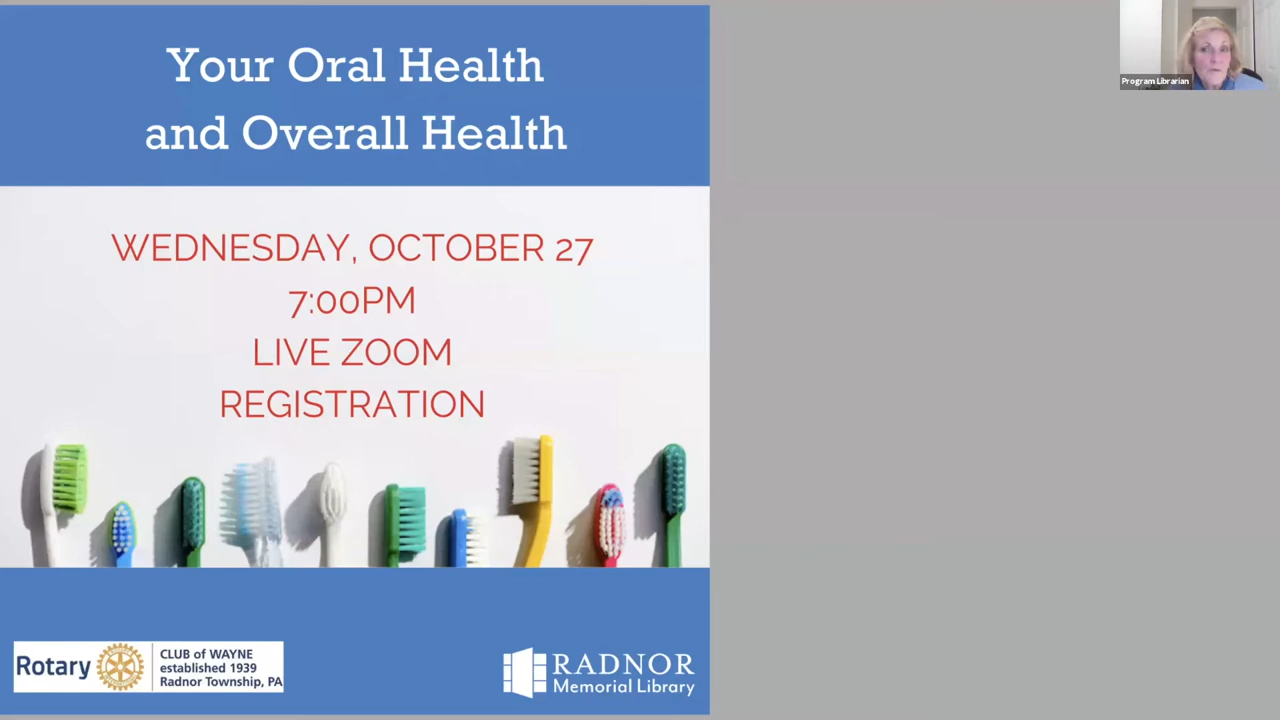 Your Oral Health
and Overall Health
WEDNESDAY, OCTOBER 27
7:00PM
LIVE ZOOM
REGISTRATION
Rotary
CLUB of WAYNE
established 1939
Radnor Township, PA
RADNOR
Memorial Library
Program Librarian